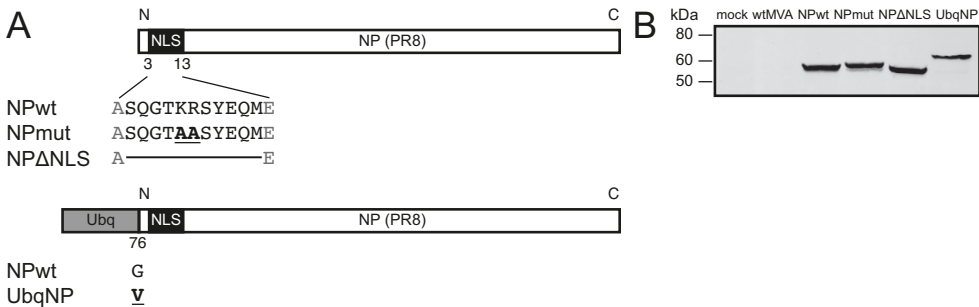 A
N C
NLS NP (PR8)
3 13
NPwt ASQGTKRSYEQME
NPmut ASQGTAASYEQME
NPΔNLS A E
N C
Ubq NLS NP (PR8)
76
NPwt G
UbqNP V
B
kDa mock wtMVA NPwt NPmut NPΔNLS UbqNP
80
60
50